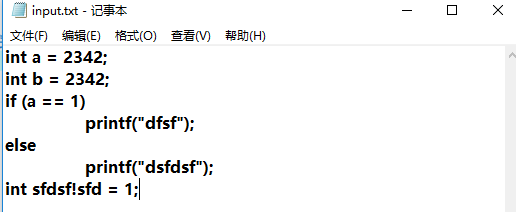 input.txt - 记事本
文件(F) 编辑(E) 格式(O) 查看(V) 帮助(H)
int a = 2342;
int b = 2342;
if (a == 1)
printf("dfsf");
else
printf("dsfdsf");
int sfdsf!sfd = 1;